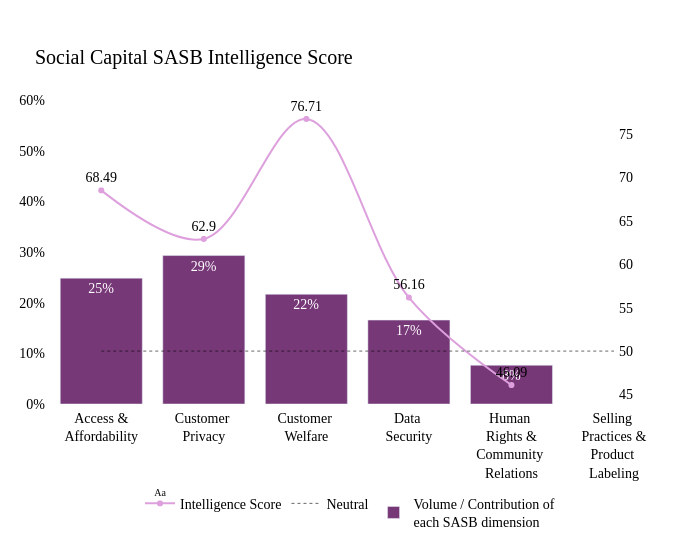 Social Capital SASB Intelligence Score
60%
50%
40%
30%
20%
10%
0%
75
70
65
60
55
50
45
68.49
62.9
76.71
56.16
25%
29%
22%
17%
Access &
Affordability
Customer
Privacy
Customer
Welfare
Data
Security
Human
Rights &
Community
Relations
Selling
Practices &
Product
Labeling
Aa
Intelligence Score
Neutral
Volume / Contribution of
each SASB dimension